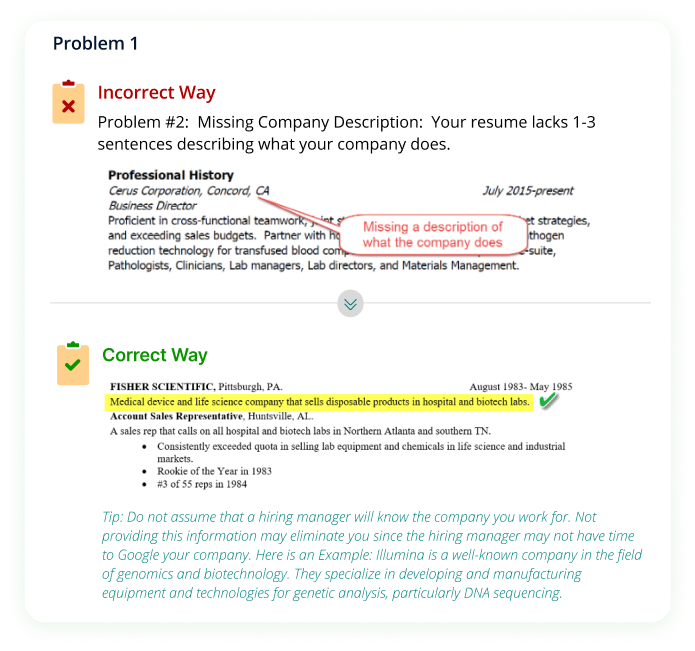 Problem 1
Incorrect Way
Problem #2:  Missing Company Description:  Your resume lacks 1-3
sentences describing what your company does.
Professional History
Cerus Corporation, Concord, CA July 2015-present
Business Director
Proficient in cross-functional teamwork, joint et strategies,
and exceeding sales budgets.  Partner with thogen
reduction technology for transfused blood -suite,
Pathologists, Clinicians, Lab managers, Lab directors, and Materials Management.
Missing a description of
what the company does
Correct Way
FISHER SCIENTIFIC, Pittsburgh, PA. August 1983- May 1985
Medical device and life science company that sells disposable products in hospital and biotech labs.
Account Sales Representative, Huntsville, AL.
A sales rep that calls on all hospital and biotech labs in Northern Atlanta and southern TN.
• Consistently exceeded quota in selling lab equipment and chemicals in life science and industrial
markets.
• Rookie of the Year in 1983
• #3 of 55 reps in 1984
Tip: Do not assume that a hiring manager will know the company you work for. Not
providing this information may eliminate you since the hiring manager may not have time
to Google your company. Here is an Example: Illumina is a well-known company in the field
of genomics and biotechnology. They specialize in developing and manufacturing
equipment and technologies for genetic analysis, particularly DNA sequencing.